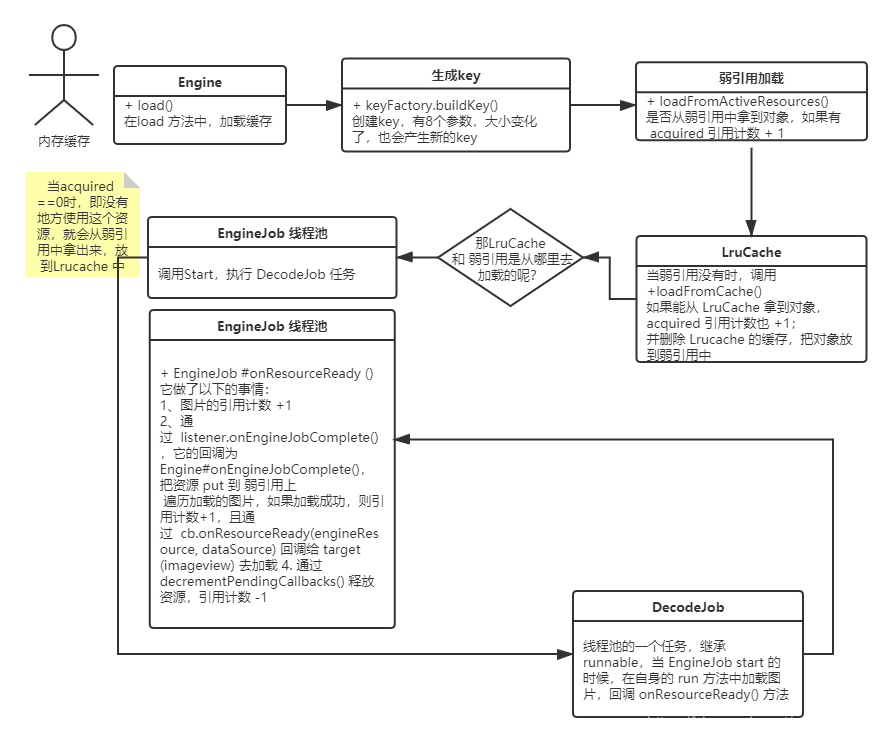 内存缓存
Engine
+ load()
在load 方法中，加载缓存
生成key
+ keyFactory.buildKey()
创建key，有8个参数，大小变化
了，也会产生新的key
弱引用加载
+ loadFromActiveResources()
是否从弱引用中拿到对象，如果有
acquired 引用计数 + 1
当acquired
==0时，即没有
地方使用这个资
源，就会从弱引
用中拿出来，放
到Lrucache 中
EngineJob 线程池
调用Start，执行 DecodeJob 任务
那LruCache
和 弱引用是从哪里去
加载的呢？
LruCache
当弱引用没有时，调用
+loadFromCache()
如果能从 LruCache 拿到对象，
acquired 引用计数也 +1；
并删除 Lrucache 的缓存，把对象放
到弱引用中
EngineJob 线程池
+ EngineJob #onResourceReady ()
它做了以下的事情：
1、图片的引用计数 +1
2、通
过 listener.onEngineJobComplete()
，它的回调为
Engine#onEngineJobComplete()，
把资源 put 到 弱引用上
遍历加载的图片，如果加载成功，则引
用计数+1，且通
过 cb.onResourceReady(engineRes
ource, dataSource) 回调给 target
(imageview) 去加载 4. 通过
decrementPendingCallbacks() 释放
资源，引用计数 -1
DecodeJob
线程池的一个任务，继承
runnable，当 EngineJob start 的
时候，在自身的 run 方法中加载图
片，回调 onResourceReady() 方法